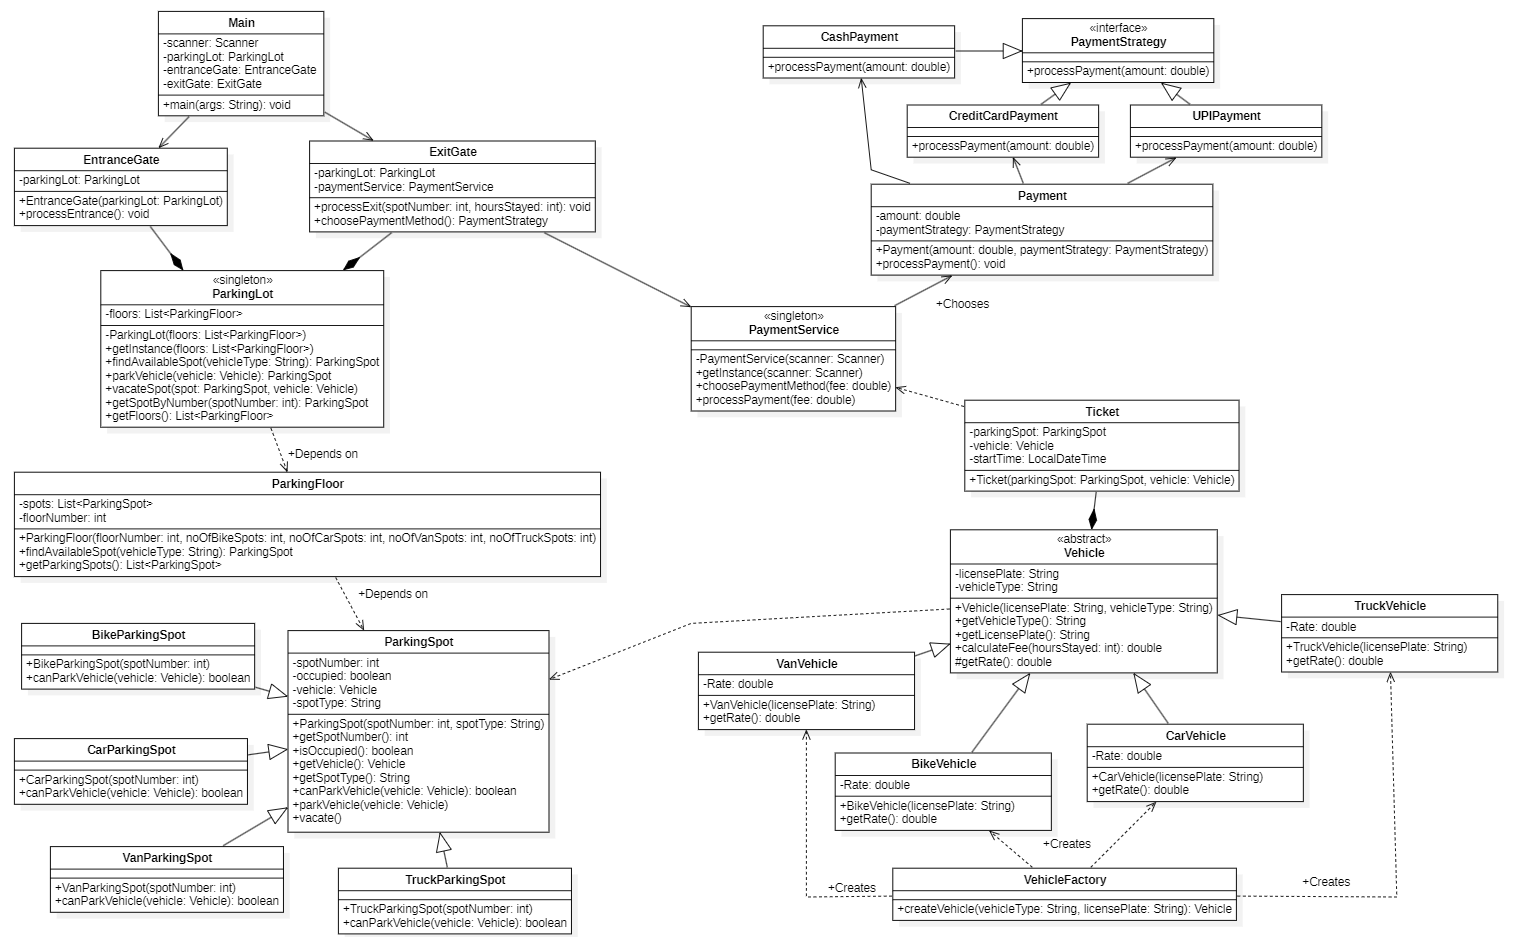 Main
-scanner: Scanner
-parkingLot: ParkingLot
-entranceGate: EntranceGate
-exitGate: ExitGate
+main(args: String): void
CashPayment
+processPayment(amount: double)
«interface»
PaymentStrategy
+processPayment(amount: double)
CreditCardPayment
+processPayment(amount: double)
UPIPayment
+processPayment(amount: double)
EntranceGate
-parkingLot: ParkingLot
+EntranceGate(parkingLot: ParkingLot)
+processEntrance(): void
ExitGate
-parkingLot: ParkingLot
-paymentService: PaymentService
+processExit(spotNumber: int, hoursStayed: int): void
+choosePaymentMethod(): PaymentStrategy
Payment
-amount: double
-paymentStrategy: PaymentStrategy
+Payment(amount: double, paymentStrategy: PaymentStrategy)
+processPayment(): void
+Chooses
«singleton»
ParkingLot
-floors: List<ParkingFloor>
-ParkingLot(floors: List<ParkingFloor>)
+getInstance(floors: List<ParkingFloor>)
+findAvailableSpot(vehicleType: String): ParkingSpot
+parkVehicle(vehicle: Vehicle): ParkingSpot
+vacateSpot(spot: ParkingSpot, vehicle: Vehicle)
+getSpotByNumber(spotNumber: int): ParkingSpot
+getFloors(): List<ParkingFloor>
«singleton»
PaymentService
-PaymentService(scanner: Scanner)
+getInstance(scanner: Scanner)
+choosePaymentMethod(fee: double)
+processPayment(fee: double)
Ticket
-parkingSpot: ParkingSpot
-vehicle: Vehicle
-startTime: LocalDateTime
+Ticket(parkingSpot: ParkingSpot, vehicle: Vehicle)
+Depends on
ParkingFloor
-spots: List<ParkingSpot>
-floorNumber: int
+ParkingFloor(floorNumber: int, noOfBikeSpots: int, noOfCarSpots: int, noOfVanSpots: int, noOfTruckSpots: int)
+findAvailableSpot(vehicleType: String): ParkingSpot
+getParkingSpots(): List<ParkingSpot>
+Depends on
«abstract»
Vehicle
-licensePlate: String
-vehicleType: String
+Vehicle(licensePlate: String, vehicleType: String)
+getVehicleType(): String
+getLicensePlate(): String
+calculateFee(hoursStayed: int): double
#getRate(): double
TruckVehicle
-Rate: double
+TruckVehicle(licensePlate: String)
+getRate(): double
BikeParkingSpot
+BikeParkingSpot(spotNumber: int)
+canParkVehicle(vehicle: Vehicle): boolean
ParkingSpot
-spotNumber: int
-occupied: boolean
-vehicle: Vehicle
-spotType: String
+ParkingSpot(spotNumber: int, spotType: String)
+getSpotNumber(): int
+isOccupied(): boolean
+getVehicle(): Vehicle
+getSpotType(): String
+canParkVehicle(vehicle: Vehicle): boolean
+parkVehicle(vehicle: Vehicle)
+vacate()
VanVehicle
-Rate: double
+VanVehicle(licensePlate: String)
+getRate(): double
CarParkingSpot
+CarParkingSpot(spotNumber: int)
+canParkVehicle(vehicle: Vehicle): boolean
BikeVehicle
-Rate: double
+BikeVehicle(licensePlate: String)
+getRate(): double
CarVehicle
-Rate: double
+CarVehicle(licensePlate: String)
+getRate(): double
VanParkingSpot
+VanParkingSpot(spotNumber: int)
+canParkVehicle(vehicle: Vehicle): boolean
TruckParkingSpot
+TruckParkingSpot(spotNumber: int)
+canParkVehicle(vehicle: Vehicle): boolean
+Creates
+Creates
+Creates
VehicleFactory
+createVehicle(vehicleType: String, licensePlate: String): Vehicle